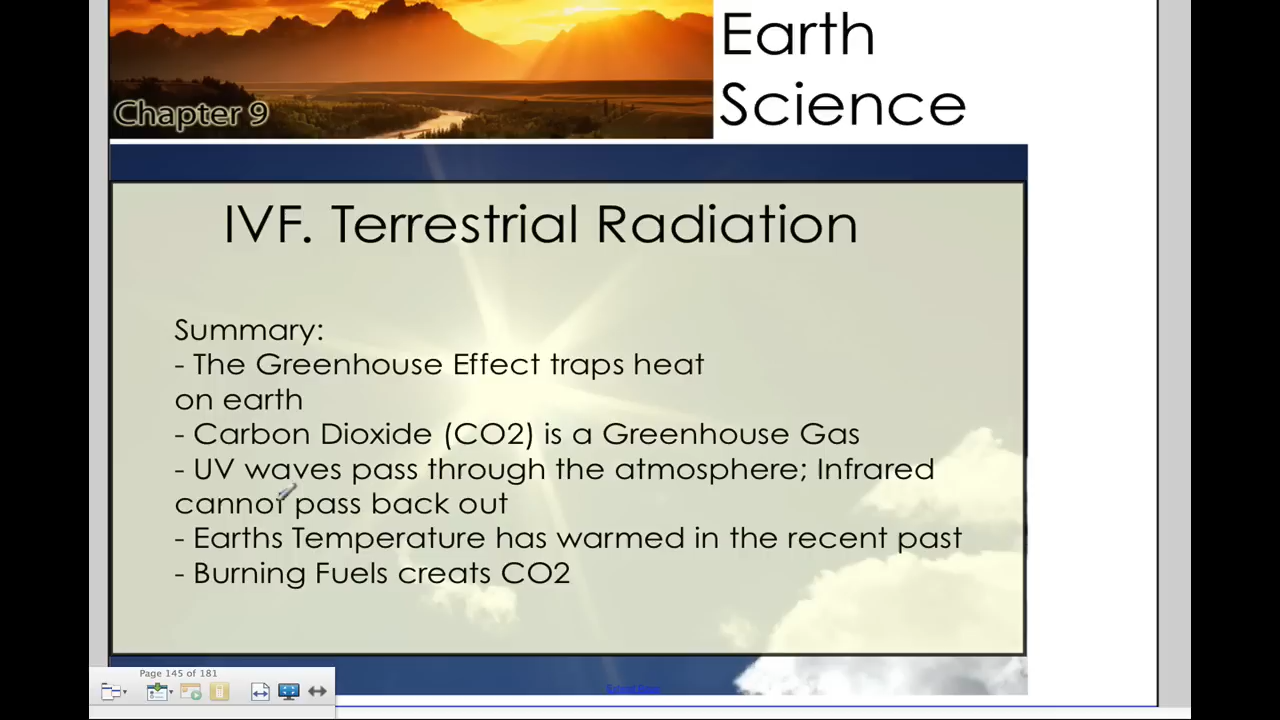 Earth
Science
Chapter 9
IVF. Terrestrial Radiation
Summary:
- The Greenhouse Effect traps heat
on earth
- Carbon Dioxide (CO2) is a Greenhouse Gas
- UV waves pass through the atmosphere; Infrared
cannot pass back out
- Earths Temperature has warmed in the recent past
- Burning Fuels creats CO2
Page 145 of 181